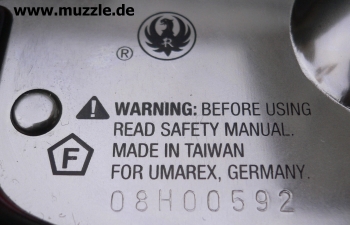 www.muzzle.de
®
R
WARNING: BEFORE USING
READ SAFETY MANUAL.
F MADE IN TAIWAN
FOR UMAREX, GERMANY.
08H00592